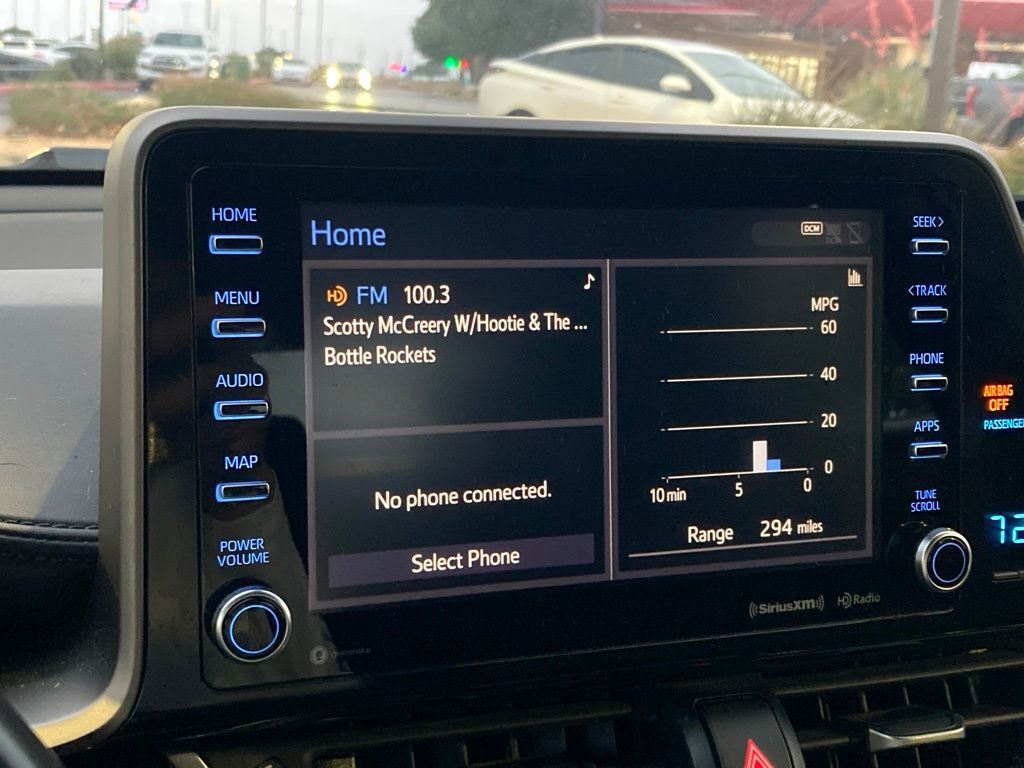 HOME
MENU
AUDIO
MAP
POWER
VOLUME
Home
DCM
HD FM 100.3
Scotty McCreery W/Hootie & The ...
Bottle Rockets
No phone connected.
Select Phone
MPG
60
40
20
0
10 min 5 0
Range 294 miles
((SiriusXM))
HD Radio
SEEK>
<TRACK
PHONE
APPS
TUNE
SCROLL
AIRBAG
OFF
PASSENGER
72